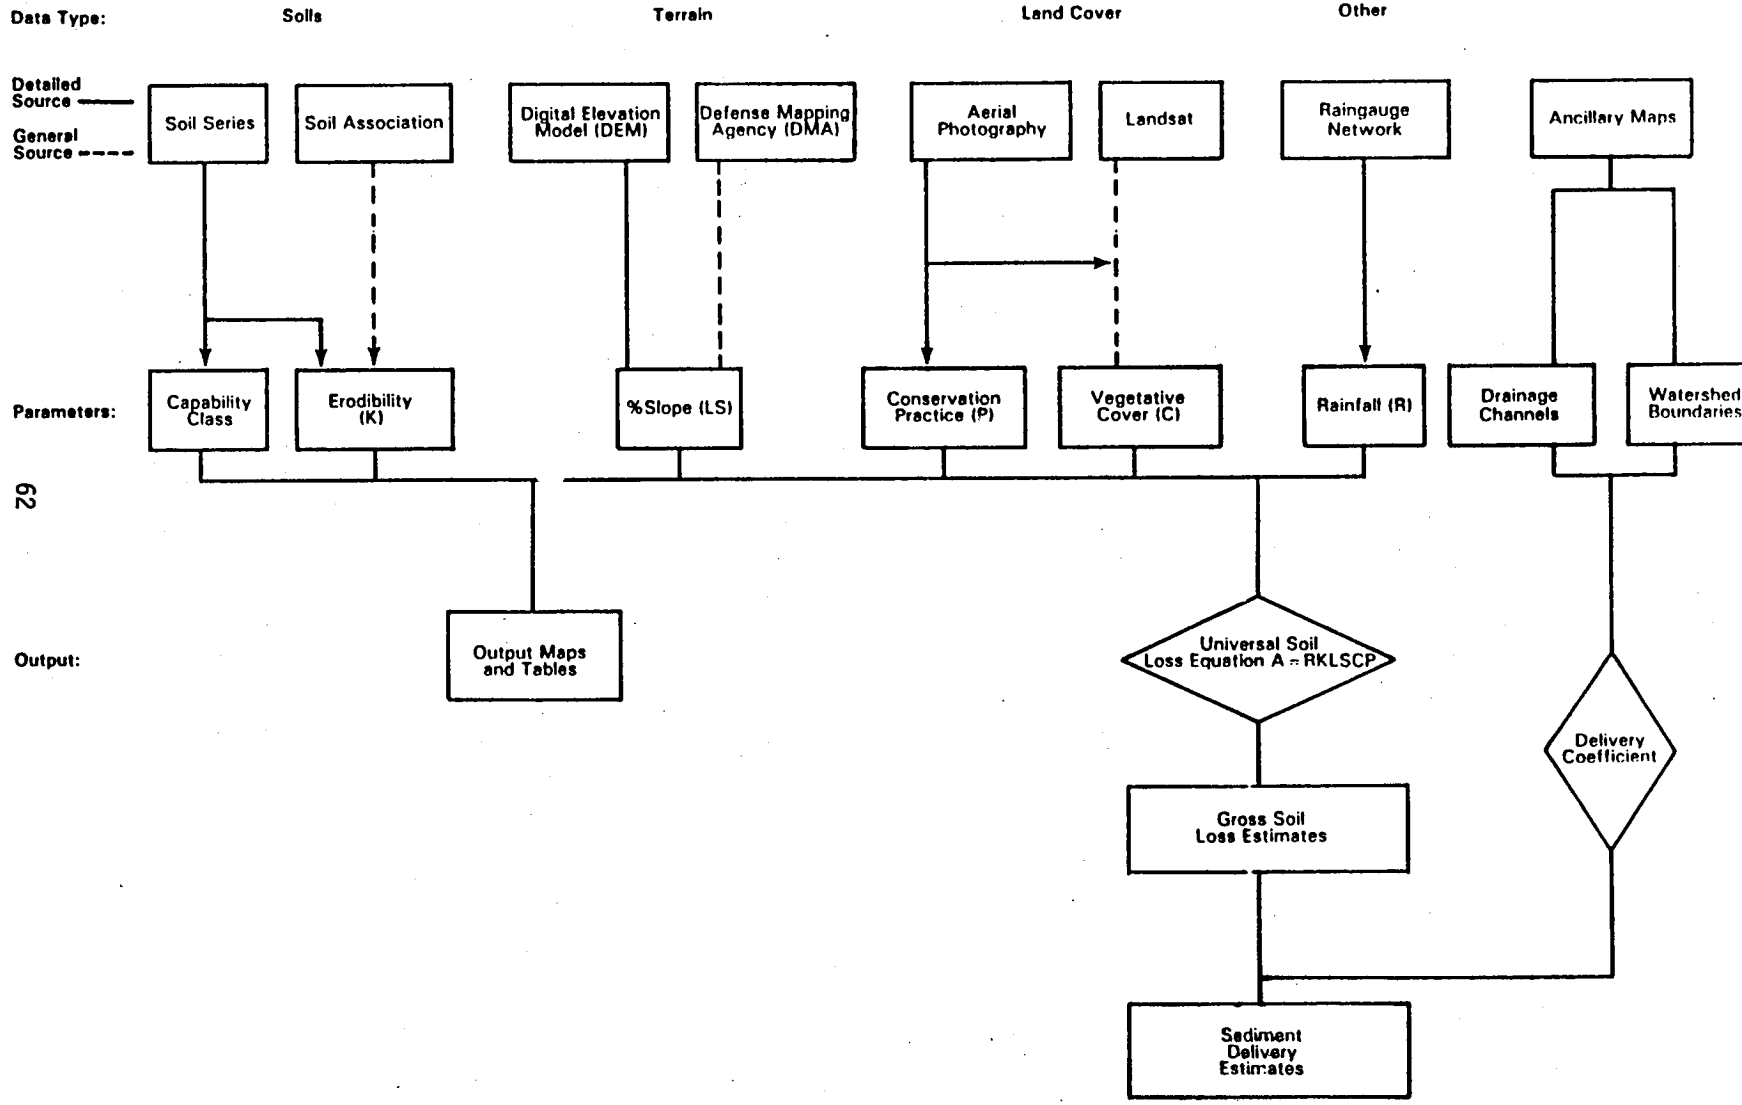 Data Type:
Soils
Terrain
Land Cover
Other
Detailed
Source
General
Source
Soil Series
Soil Association
Digital Elevation
Model (DEM)
Defense Mapping
Agency (DMA)
Aerial
Photography
Landsat
Raingauge
Network
Ancillary Maps
Parameters:
Capability
Class
Erodibility
(K)
%Slope (LS)
Conservation
Practice (P)
Vegetative
Cover (C)
Rainfall (R)
Drainage
Channels
Watershed
Boundaries
62
Output:
Output Maps
and Tables
Universal Soil
Loss Equation A = RKLSCP
Delivery
Coefficient
Gross Soil
Loss Estimates
Sediment
Delivery
Estimates